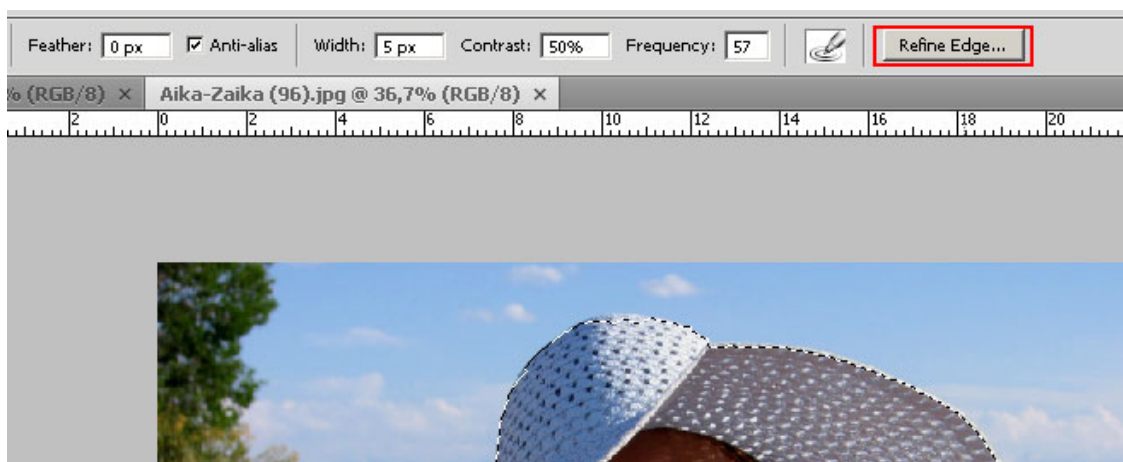 Feather: 0 px Anti-alias Width: 5 px Contrast: 50% Frequency: 57 Refine Edge...
% (RGB/8) × Aika-Zaika (96).jpg @ 36,7% (RGB/8) ×
2 0 2 4 6 8 10 12 14 16 18 20